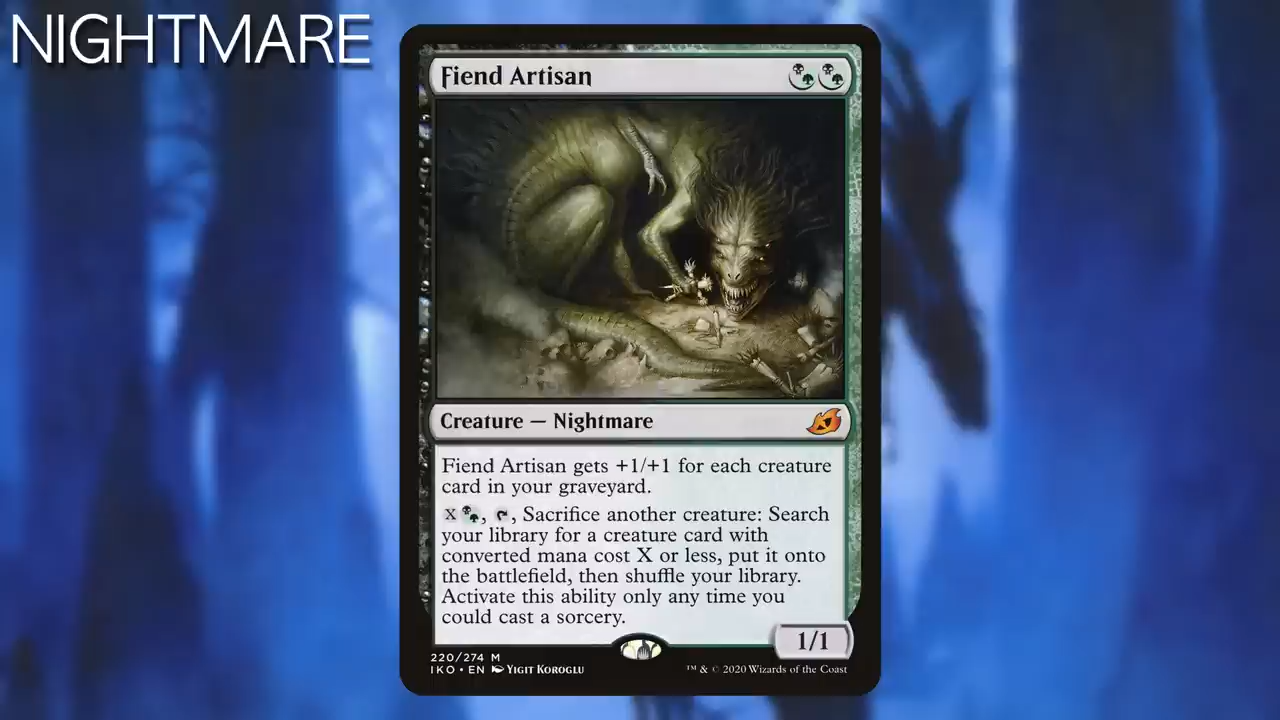 NIGHTMARE
Fiend Artisan
Creature — Nightmare
Fiend Artisan gets +1/+1 for each creature
card in your graveyard.
X , , Sacrifice another creature: Search
your library for a creature card with
converted mana cost X or less, put it onto
the battlefield, then shuffle your library.
Activate this ability only any time you
could cast a sorcery.
1/1
220/274 M
IKO • EN YIGIT KOROGLU
™ & © 2020 Wizards of the Coast